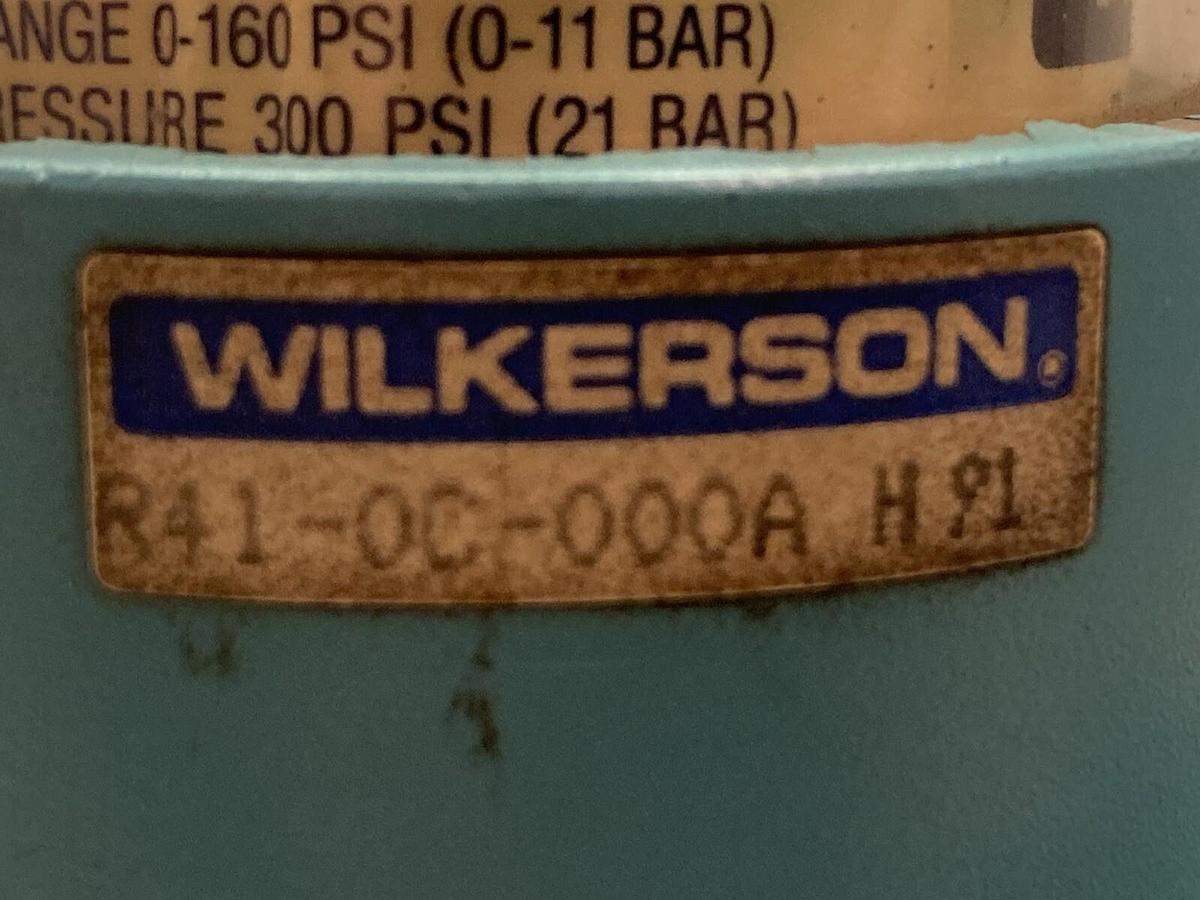 ANGE 0-160 PSI (0-11 BAR)
RESSURE 300 PSI (21 BAR)
WILKERSON®
R41-0C-000A H 91